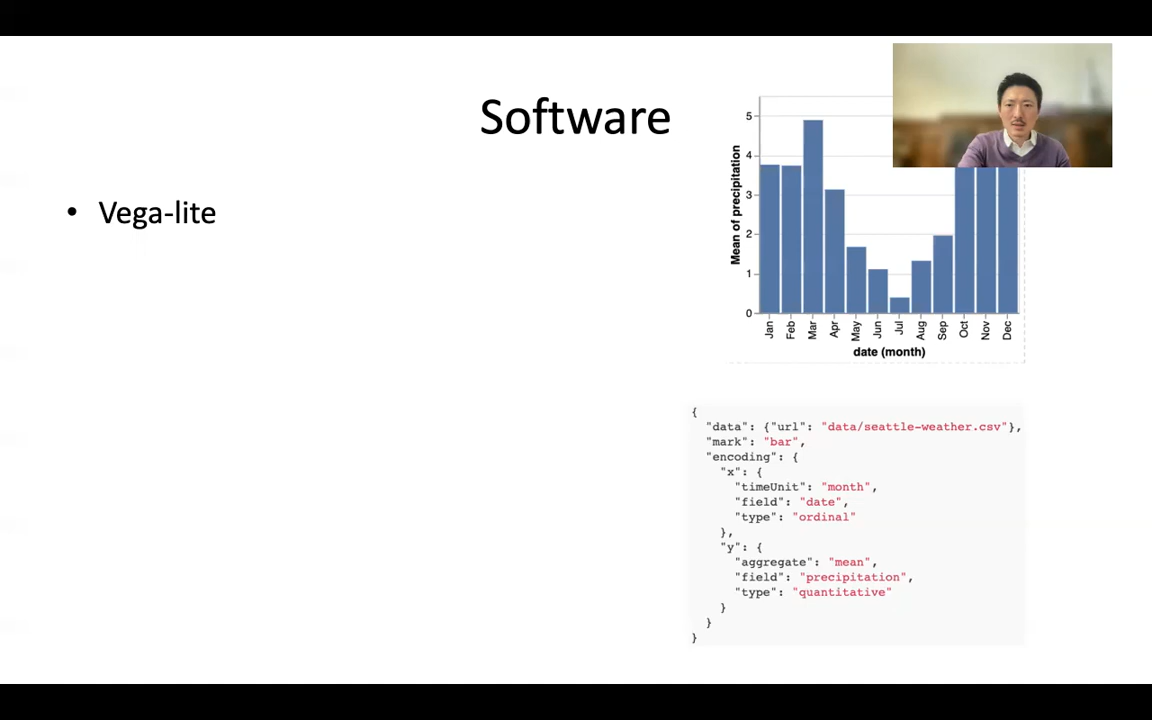 Software
• Vega-lite
Mean of precipitation
5
4
3
2
1
0
Jan Feb Mar Apr May Jun Jul Aug Sep Oct Nov Dec
date (month)
{
"data": {"url": "data/seattle-weather.csv"},
"mark": "bar",
"encoding": {
"x": {
"timeUnit": "month",
"field": "date",
"type": "ordinal"
},
"y": {
"aggregate": "mean",
"field": "precipitation",
"type": "quantitative"
}
}
}